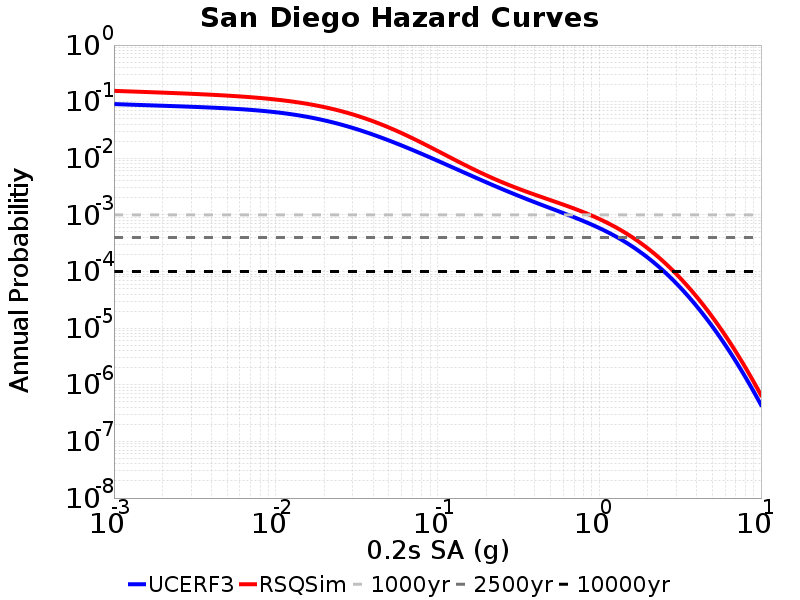 San Diego Hazard Curves
Annual Probabilitiy
10^0
10^-1
10^-2
10^-3
10^-4
10^-5
10^-6
10^-7
10^-8
10^-3 10^-2 10^-1 10^0 10^1
0.2s SA (g)
UCERF3 RSQSim 1000yr 2500yr 10000yr